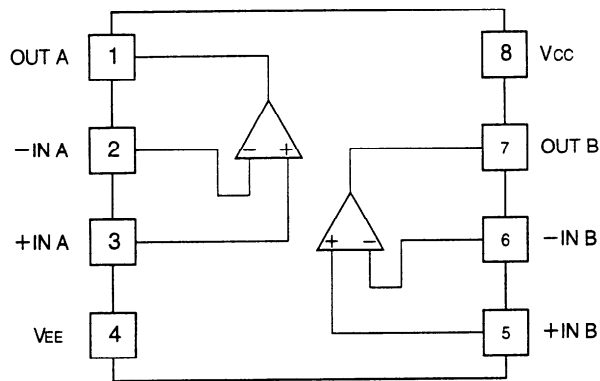 OUT A 1
8 VCC
−IN A 2
− +
7 OUT B
+IN A 3
+ −
6 −IN B
VEE 4
5 +IN B